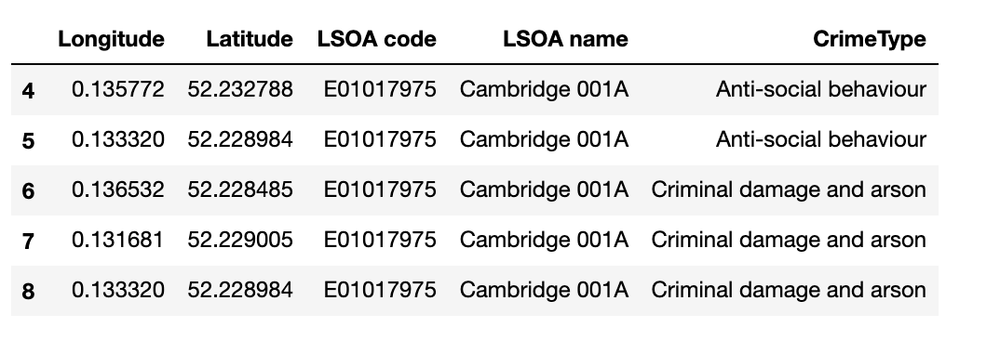 Longitude Latitude LSOA code LSOA name CrimeType
4 0.135772 52.232788 E01017975 Cambridge 001A Anti-social behaviour
5 0.133320 52.228984 E01017975 Cambridge 001A Anti-social behaviour
6 0.136532 52.228485 E01017975 Cambridge 001A Criminal damage and arson
7 0.131681 52.229005 E01017975 Cambridge 001A Criminal damage and arson
8 0.133320 52.228984 E01017975 Cambridge 001A Criminal damage and arson